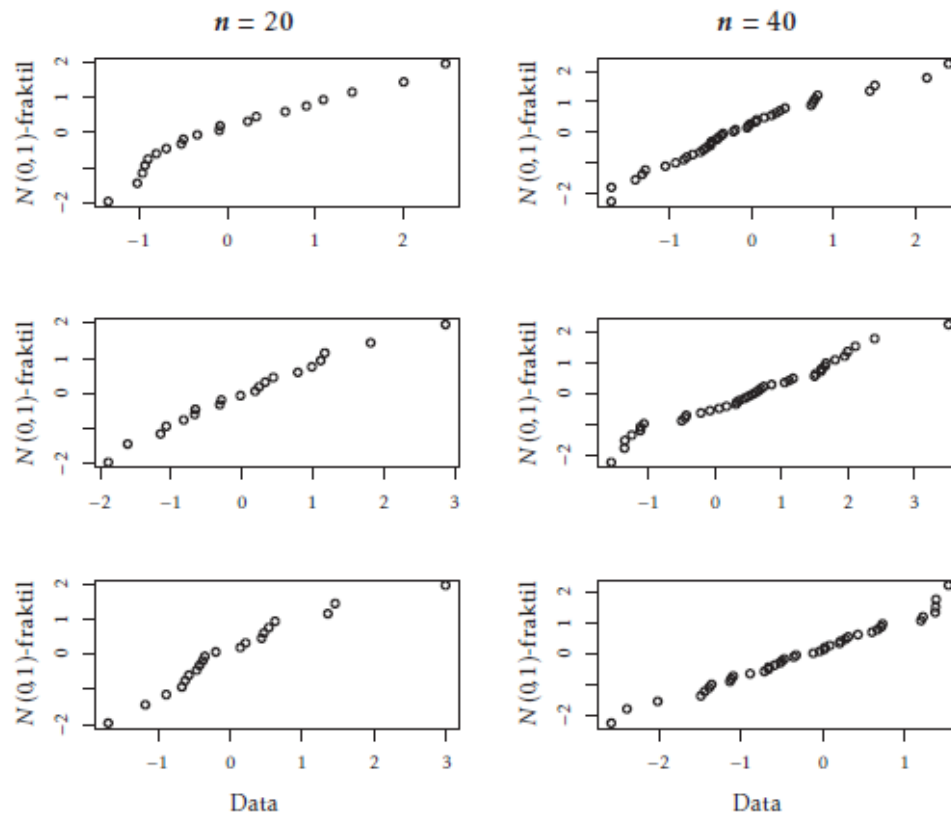 n = 20
n = 40
N(0,1)-fraktil
2
1
0
−2
−1 0 1 2
N(0,1)-fraktil
2
1
0
−2
−1 0 1 2
N(0,1)-fraktil
2
1
0
−2
−2 −1 0 1 2 3
N(0,1)-fraktil
2
1
0
−2
−1 0 1 2 3
N(0,1)-fraktil
2
1
0
−2
−1 0 1 2 3
Data
N(0,1)-fraktil
2
1
0
−2
−2 −1 0 1
Data